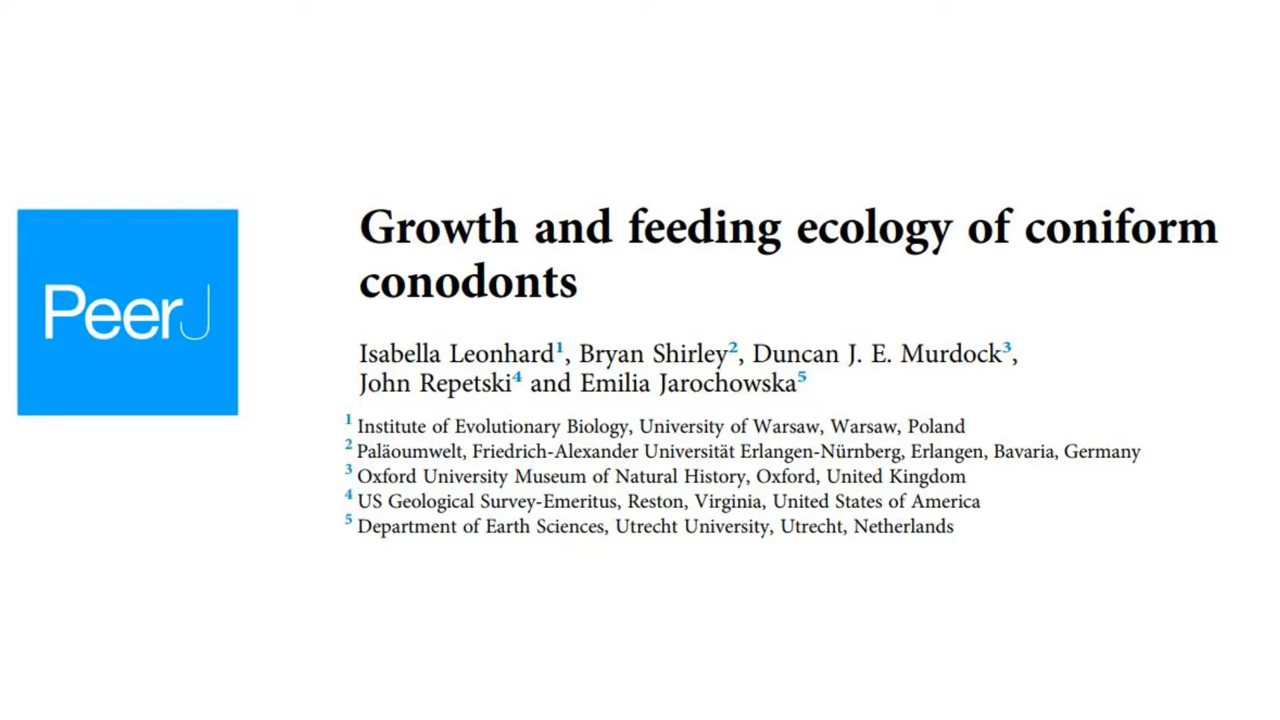 PeerJ
Growth and feeding ecology of coniform
conodonts
Isabella Leonhard1, Bryan Shirley2, Duncan J. E. Murdock3,
John Repetski4 and Emilia Jarochowska5
1 Institute of Evolutionary Biology, University of Warsaw, Warsaw, Poland
2 Paläoumwelt, Friedrich-Alexander Universität Erlangen-Nürnberg, Erlangen, Bavaria, Germany
3 Oxford University Museum of Natural History, Oxford, United Kingdom
4 US Geological Survey-Emeritus, Reston, Virginia, United States of America
5 Department of Earth Sciences, Utrecht University, Utrecht, Netherlands